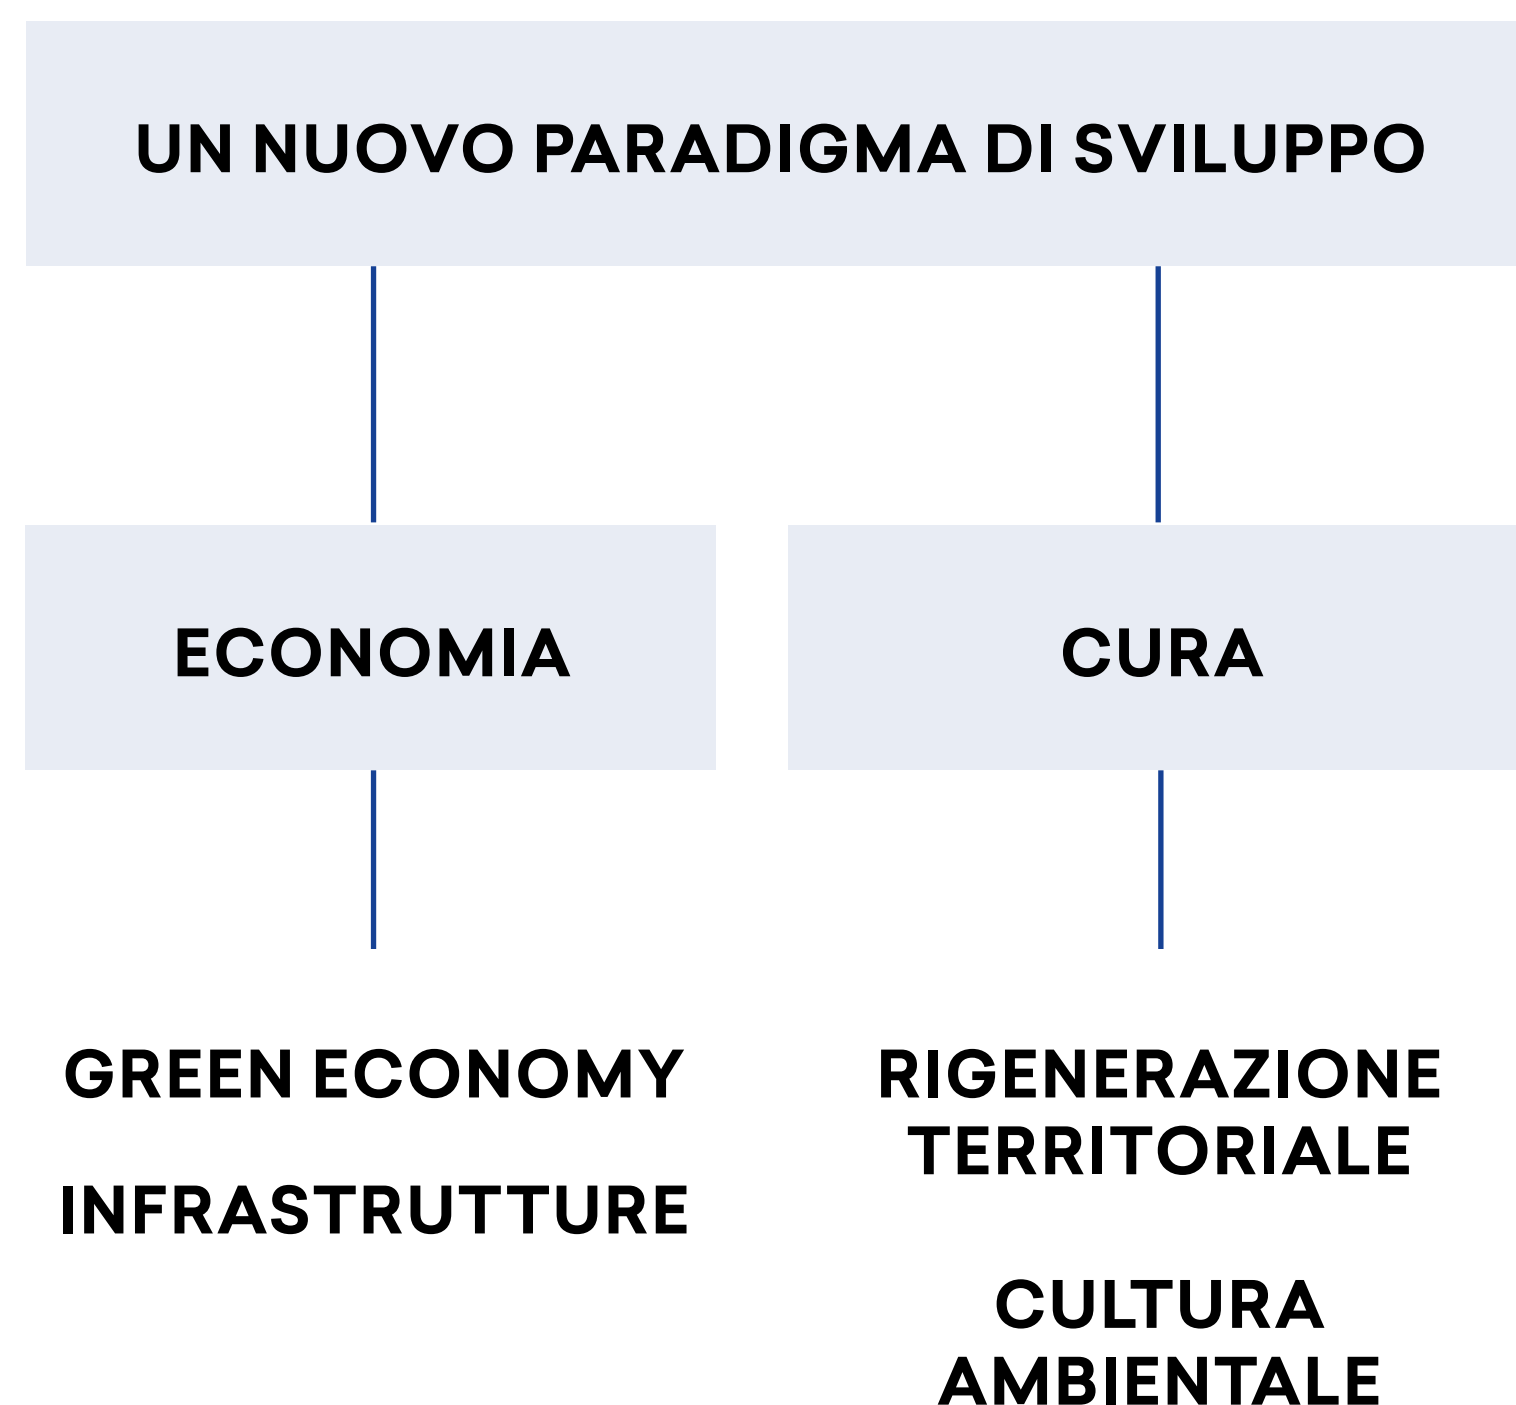 UN NUOVO PARADIGMA DI SVILUPPO
ECONOMIA
CURA
GREEN ECONOMY
INFRASTRUTTURE
RIGENERAZIONE
TERRITORIALE
CULTURA
AMBIENTALE